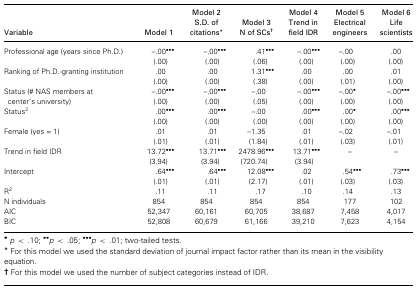 Variable Model 1 Model 2 S.D. of citations* Model 3 N of SCs† Model 4 Trend in field IDR Model 5 Electrical engineers Model 6 Life scientists
Professional age (years since Ph.D.) –.00••• –.00••• .41••• –.00••• –.00 .00
(.00) (.00) (.06) (.00) (.00) (.00)
Ranking of Ph.D.-granting institution .00 .00 1.31••• .00 .00 .01
(.00) (.00) (.38) (.00) (.01) (.00)
Status (# NAS members at –.00••• –.00••• –.00 –.00••• –.00• –.00•••
center's university) (.00) (.00) (.05) (.00) (.00) (.00)
Status² .00••• .00••• –.00 .00••• .00• .00•••
(.00) (.00) (.00) (.00) (.00) (.00)
Female (yes = 1) .01 .01 –1.35 .01 –.02 –.01
(.01) (.01) (1.84) (.01) (.03) (.01)
Trend in field IDR 13.72••• 13.71••• 2478.96••• 13.71••• – –
(3.94) (3.94) (720.74) (3.94)
Intercept .64••• .64••• 12.08••• .02 .54••• .73•••
(.01) (.01) (2.17) (.01) (.03) (.03)
R² .11 .11 .17 .10 .14 .13
N individuals 854 854 854 854 177 102
AIC 52,347 60,161 60,705 38,687 7,458 4,017
BIC 52,808 60,679 61,166 39,210 7,623 4,154
• p < .10; ••p < .05; •••p < .01; two-tailed tests.
* For this model we used the standard deviation of journal impact factor rather than its mean in the visibility
equation.
† For this model we used the number of subject categories instead of IDR.